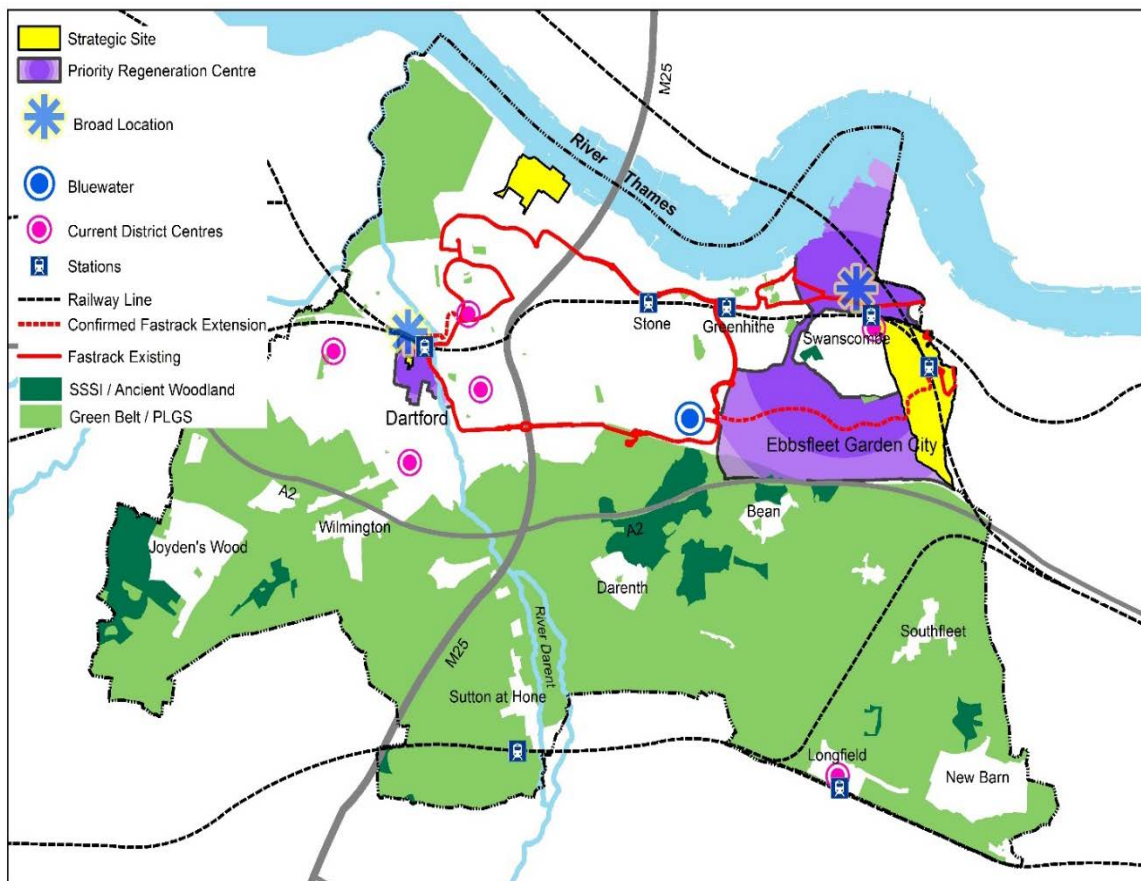 Strategic Site
Priority Regeneration Centre
Broad Location
Bluewater
Current District Centres
Stations
Railway Line
Confirmed Fastrack Extension
Fastrack Existing
SSSI / Ancient Woodland
Green Belt / PLGS
M25
River
Thames
Stone
Greenhithe
Swanscombe
Dartford
Ebbsfleet Garden City
A2
Wilmington
Joyden's Wood
A2
Bean
Darenth
M25
River Darent
Southfleet
Sutton at Hone
Longfield
New Barn